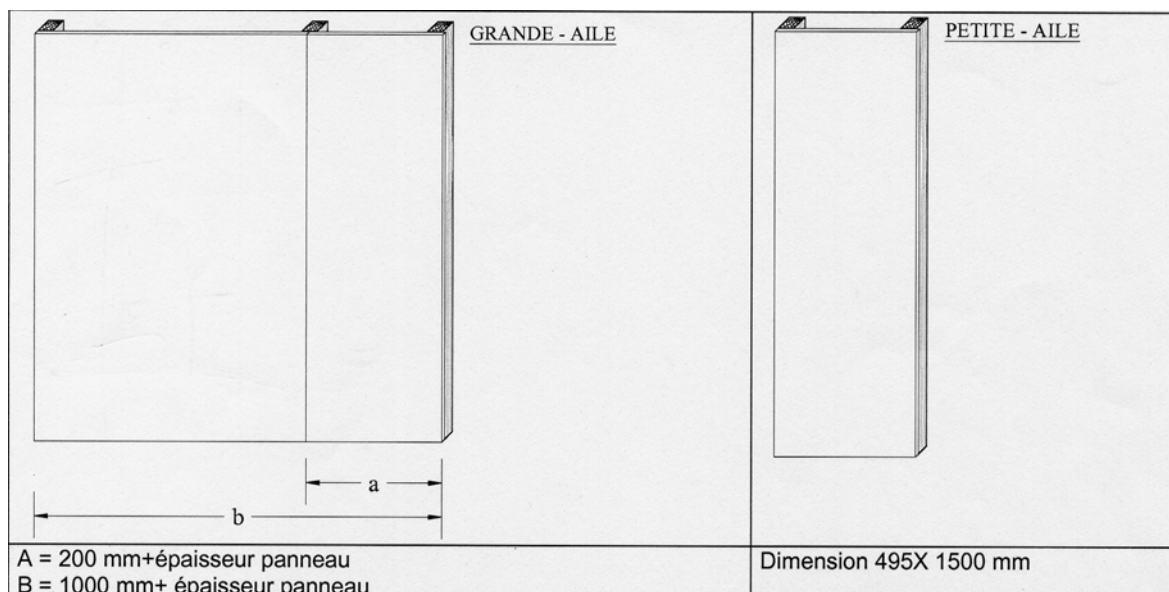 GRANDE - AILE
PETITE - AILE
a
b
A = 200 mm+épaisseur panneau
B = 1000 mm+ épaisseur panneau
Dimension 495X 1500 mm